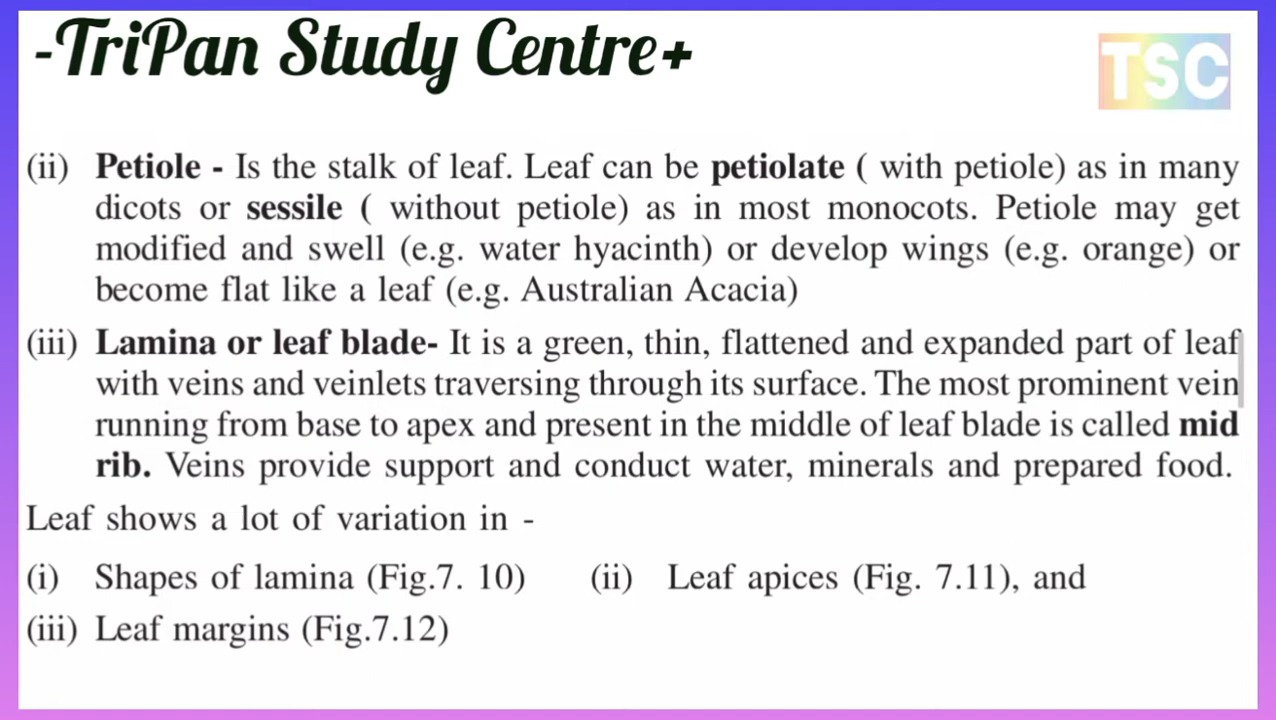 -TriPan Study Centre+
TSC
(ii) Petiole - Is the stalk of leaf. Leaf can be petiolate ( with petiole) as in many
dicots or sessile ( without petiole) as in most monocots. Petiole may get
modified and swell (e.g. water hyacinth) or develop wings (e.g. orange) or
become flat like a leaf (e.g. Australian Acacia)
(iii) Lamina or leaf blade- It is a green, thin, flattened and expanded part of leaf
with veins and veinlets traversing through its surface. The most prominent vein
running from base to apex and present in the middle of leaf blade is called mid
rib. Veins provide support and conduct water, minerals and prepared food.
Leaf shows a lot of variation in -
(i) Shapes of lamina (Fig.7. 10) (ii) Leaf apices (Fig. 7.11), and
(iii) Leaf margins (Fig.7.12)